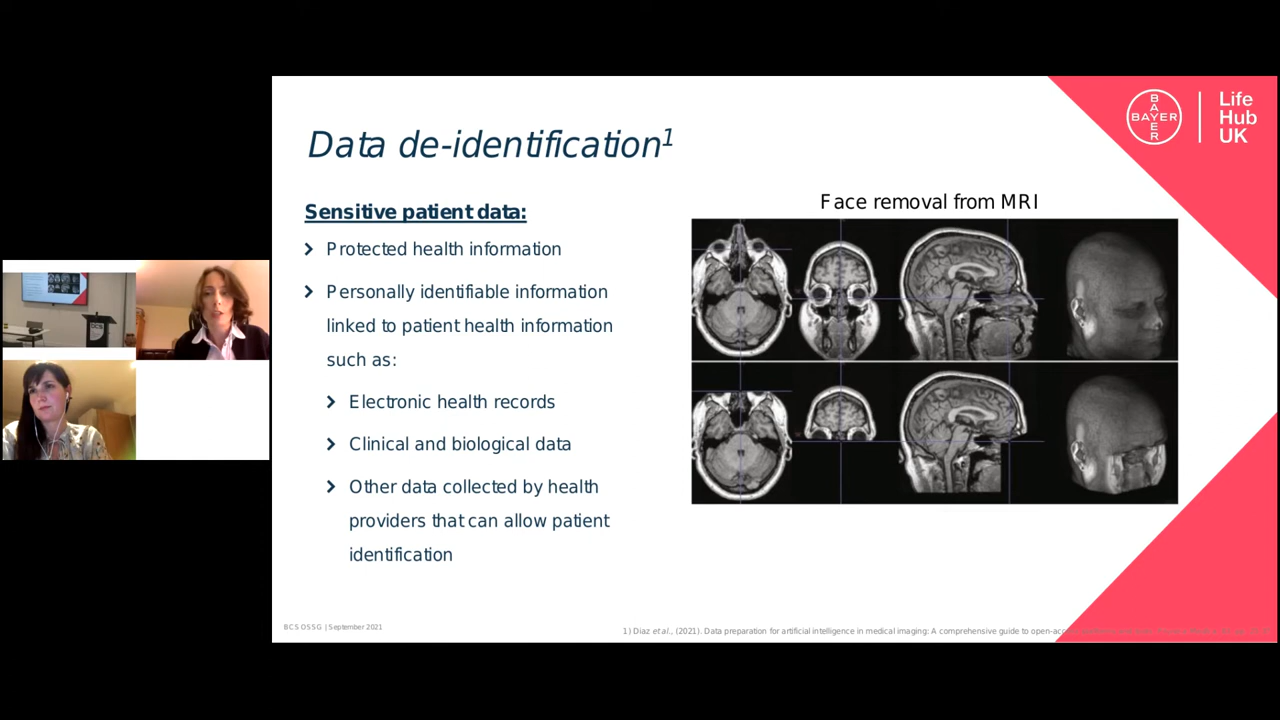 Data de-identification1
BAYER
BAYER
Life
Hub
UK
Sensitive patient data:
Protected health information
Personally identifiable information
linked to patient health information
such as:
Electronic health records
Clinical and biological data
Other data collected by health
providers that can allow patient
identification
Face removal from MRI
BCS OSSG | September 2021
1) Diaz et al., (2021). Data preparation for artificial intelligence in medical imaging: A comprehensive guide to open-acc